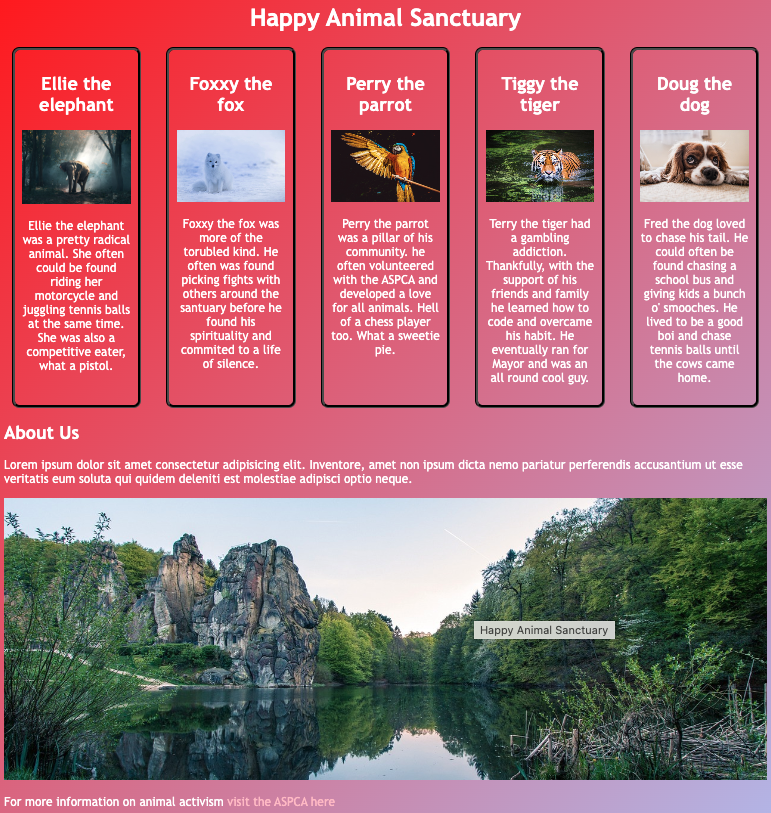 Happy Animal Sanctuary
Ellie the
elephant
Ellie the elephant
was a pretty radical
animal. She often
could be found
riding her
motorcycle and
juggling tennis balls
at the same time.
She was also a
competitive eater,
what a pistol.
Foxxy the
fox
Foxxy the fox was
more of the
torubled kind. He
often was found
picking fights with
others around the
santuary before he
found his
spirituality and
commited to a life
of silence.
Perry the
parrot
Perry the parrot
was a pillar of his
community. he
often volunteered
with the ASPCA and
developed a love
for all animals. Hell
of a chess player
too. What a sweetie
pie.
Tiggy the
tiger
Terry the tiger had
a gambling
addiction.
Thankfully, with the
support of his
friends and family
he learned how to
code and overcame
his habit. He
eventually ran for
Mayor and was an
all round cool guy.
Doug the
dog
Fred the dog loved
to chase his tail. He
could often be
found chasing a
school bus and
giving kids a bunch
o' smooches. He
lived to be a good
boi and chase
tennis balls until
the cows came
home.
About Us
Lorem ipsum dolor sit amet consectetur adipisicing elit. Inventore, amet non ipsum dicta nemo pariatur perferendis accusantium ut esse
veritatis eum soluta qui quidem deleniti est molestiae adipisci optio neque.
Happy Animal Sanctuary
For more information on animal activism visit the ASPCA here